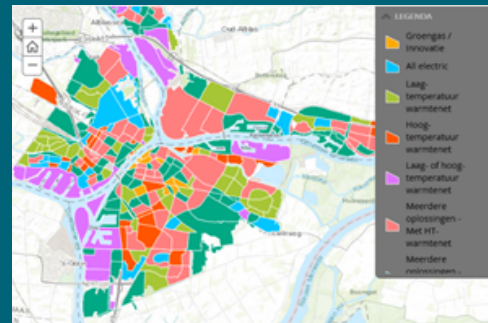 LEGENDA
Groengas /
Innovatie
All electric
Laag-
temperatuur
warmtenet
Hoog-
temperatuur
warmtenet
Laag- of hoog-
temperatuur
warmtenet
Meerdere
oplossingen -
Met HT-
warmtenet
Meerdere
oplossingen -